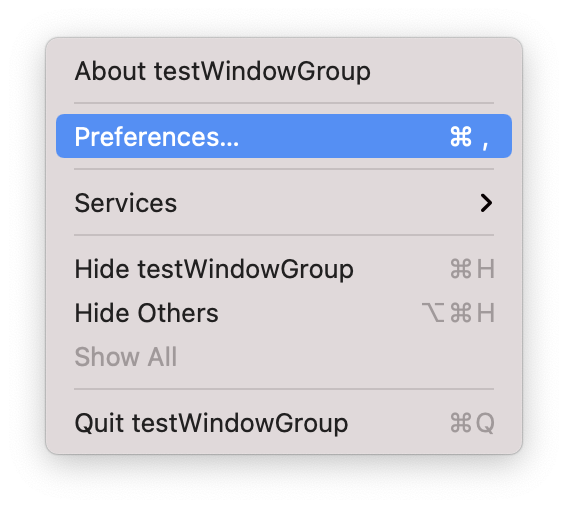 About testWindowGroup
Preferences... ⌘ ,
Services
Hide testWindowGroup ⌘H
Hide Others ⌥⌘H
Show All
Quit testWindowGroup ⌘Q